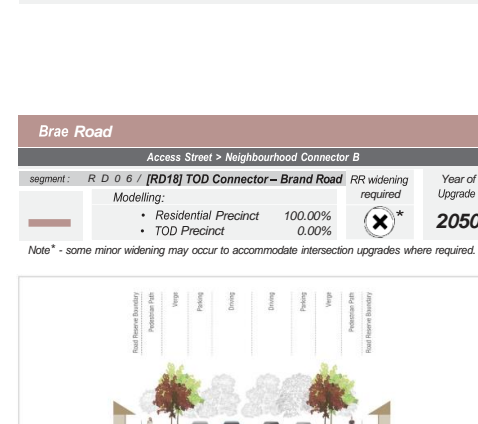 Brae Road
Access Street > Neighbourhood Connector B
segment : R D 0 6 / [RD18] TOD Connector – Brand Road RR widening required Year of Upgrade
Modelling:
• Residential Precinct 100.00%
• TOD Precinct 0.00%
* 2050
Note* - some minor widening may occur to accommodate intersection upgrades where required.
Road Reserve Boundary
Pedestrian Path
Verge
Parking
Driving
Driving
Parking
Verge
Pedestrian Path
Road Reserve Boundary